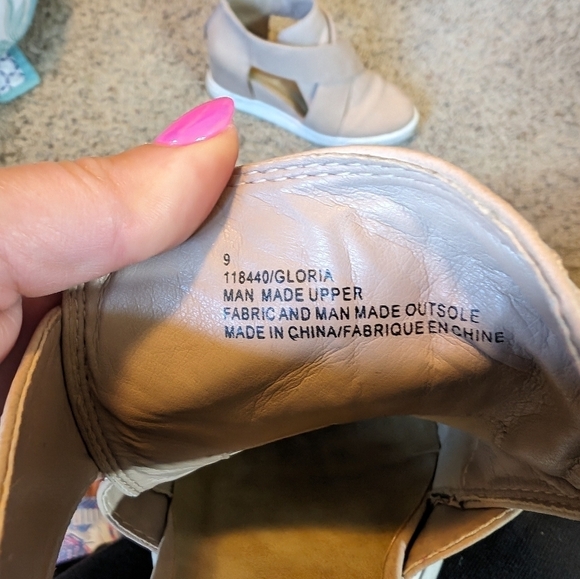 9
118440/GLORIA
MAN MADE UPPER
FABRIC AND MAN MADE OUTSOLE
MADE IN CHINA/FABRIQUE EN CHINE